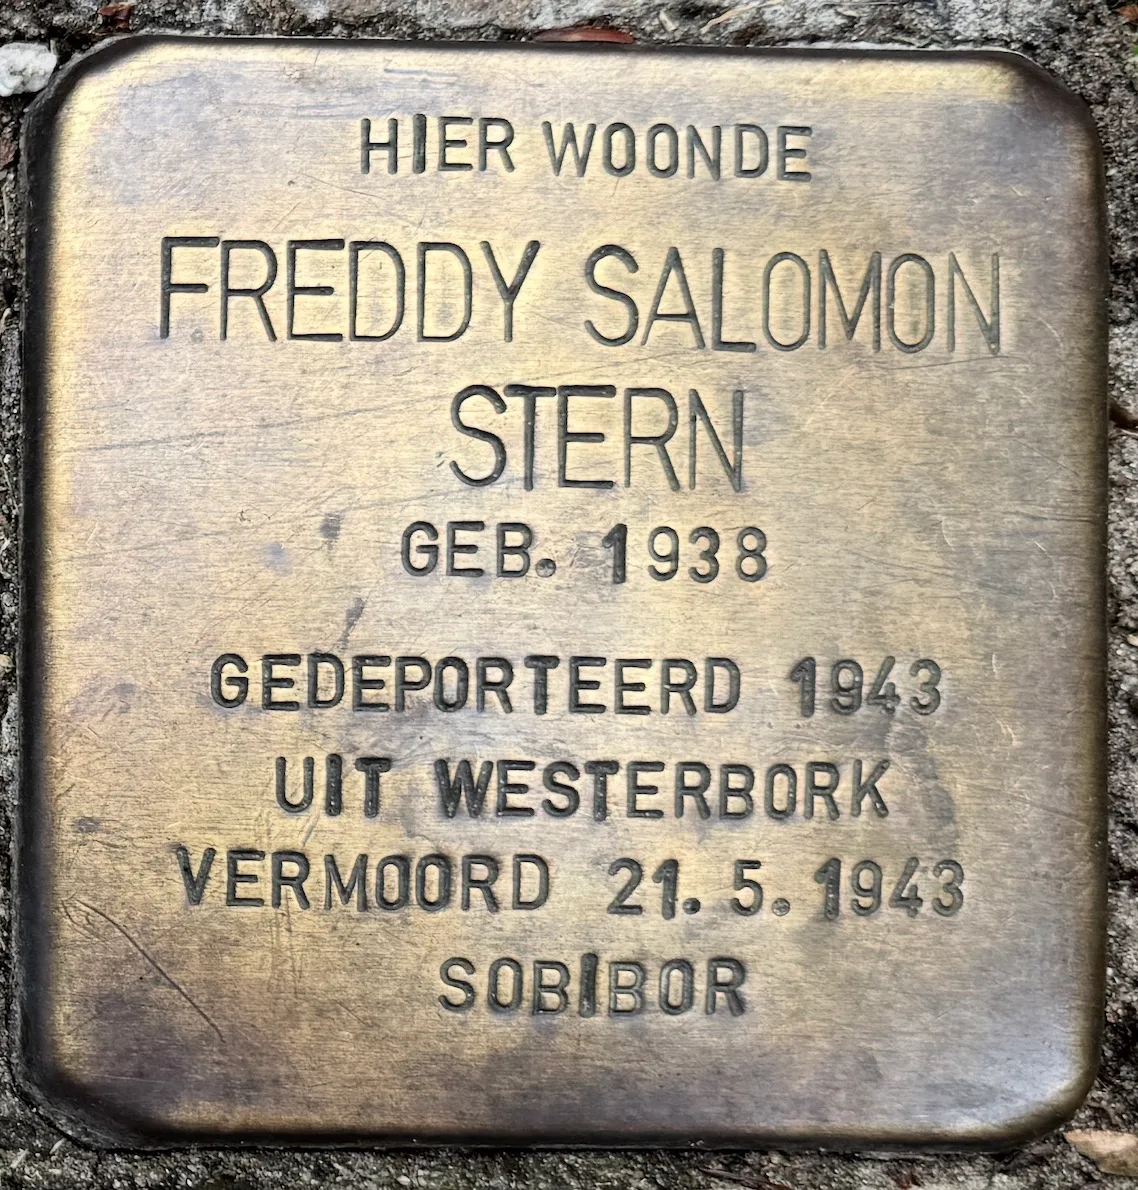 HIER WOONDE
FREDDY SALOMON
STERN
GEB. 1938
GEDEPORTEERD 1943
UIT WESTERBORK
VERMOORD 21.5.1943
SOBIBOR